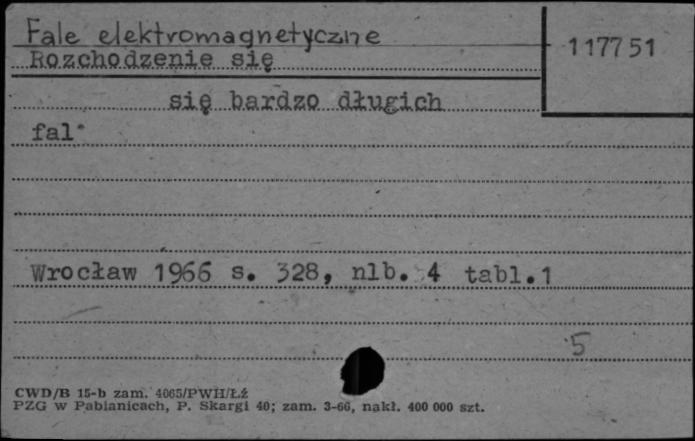 Fale elektromagnetyczne
117751
Rozchodzenie się
się bardzo długich
fal
Wrocław 1966 s. 328, nlb. 4 tabl.1
5
CWD/B 15-b zam. 4065/PWH/Łź
PZG w Pabianicach, P. Skargi 40; zam. 3-66, nakł. 400 000 szt.